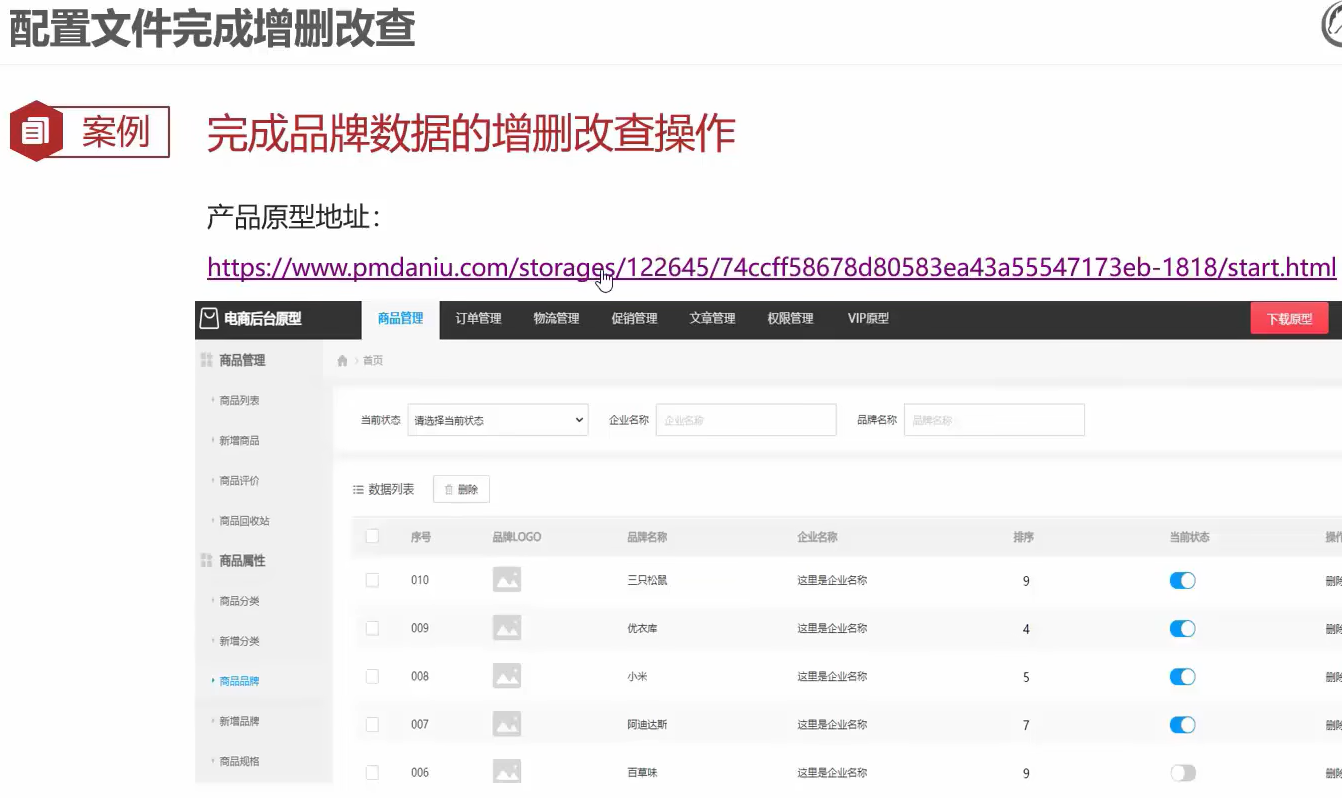 配置文件完成增删改查
案例
完成品牌数据的增删改查操作
产品原型地址：
https://www.pmdaniu.com/storages/122645/74ccff58678d80583ea43a55547173eb-1818/start.html
电商后台原型 商品管理 订单管理 物流管理 促销管理 文章管理 权限管理 VIP原型 下载原型
商品管理 首页
商品列表
当前状态 请选择当前状态 企业名称 企业名称 品牌名称 品牌名称
新增商品
商品评价
数据列表 删除
商品回收站
序号 品牌LOGO 品牌名称 企业名称 排序 当前状态 操作
商品属性
010 三只松鼠 这里是企业名称 9 删除
商品分类
009 优衣库 这里是企业名称 4 删除
新增分类
008 小米 这里是企业名称 5 删除
商品品牌
新增品牌
007 阿迪达斯 这里是企业名称 7 删除
商品规格
006 百草味 这里是企业名称 9 删除